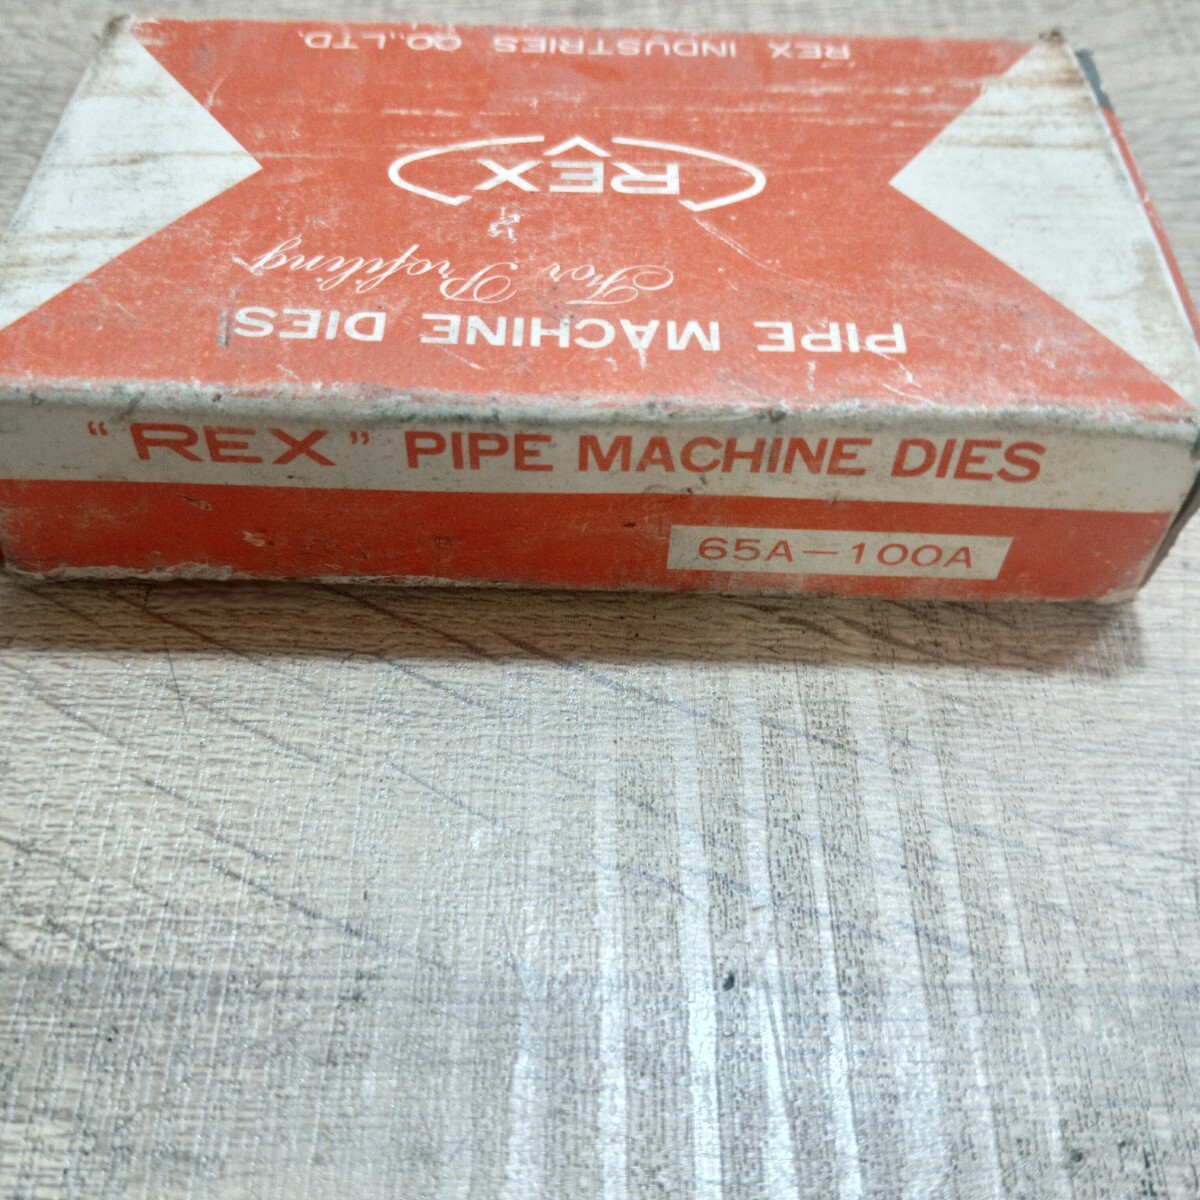 REX INDUSTRIES CO.,LTD.
REX
For Profiling
PIPE MACHINE DIES
"REX" PIPE MACHINE DIES
65A-100A